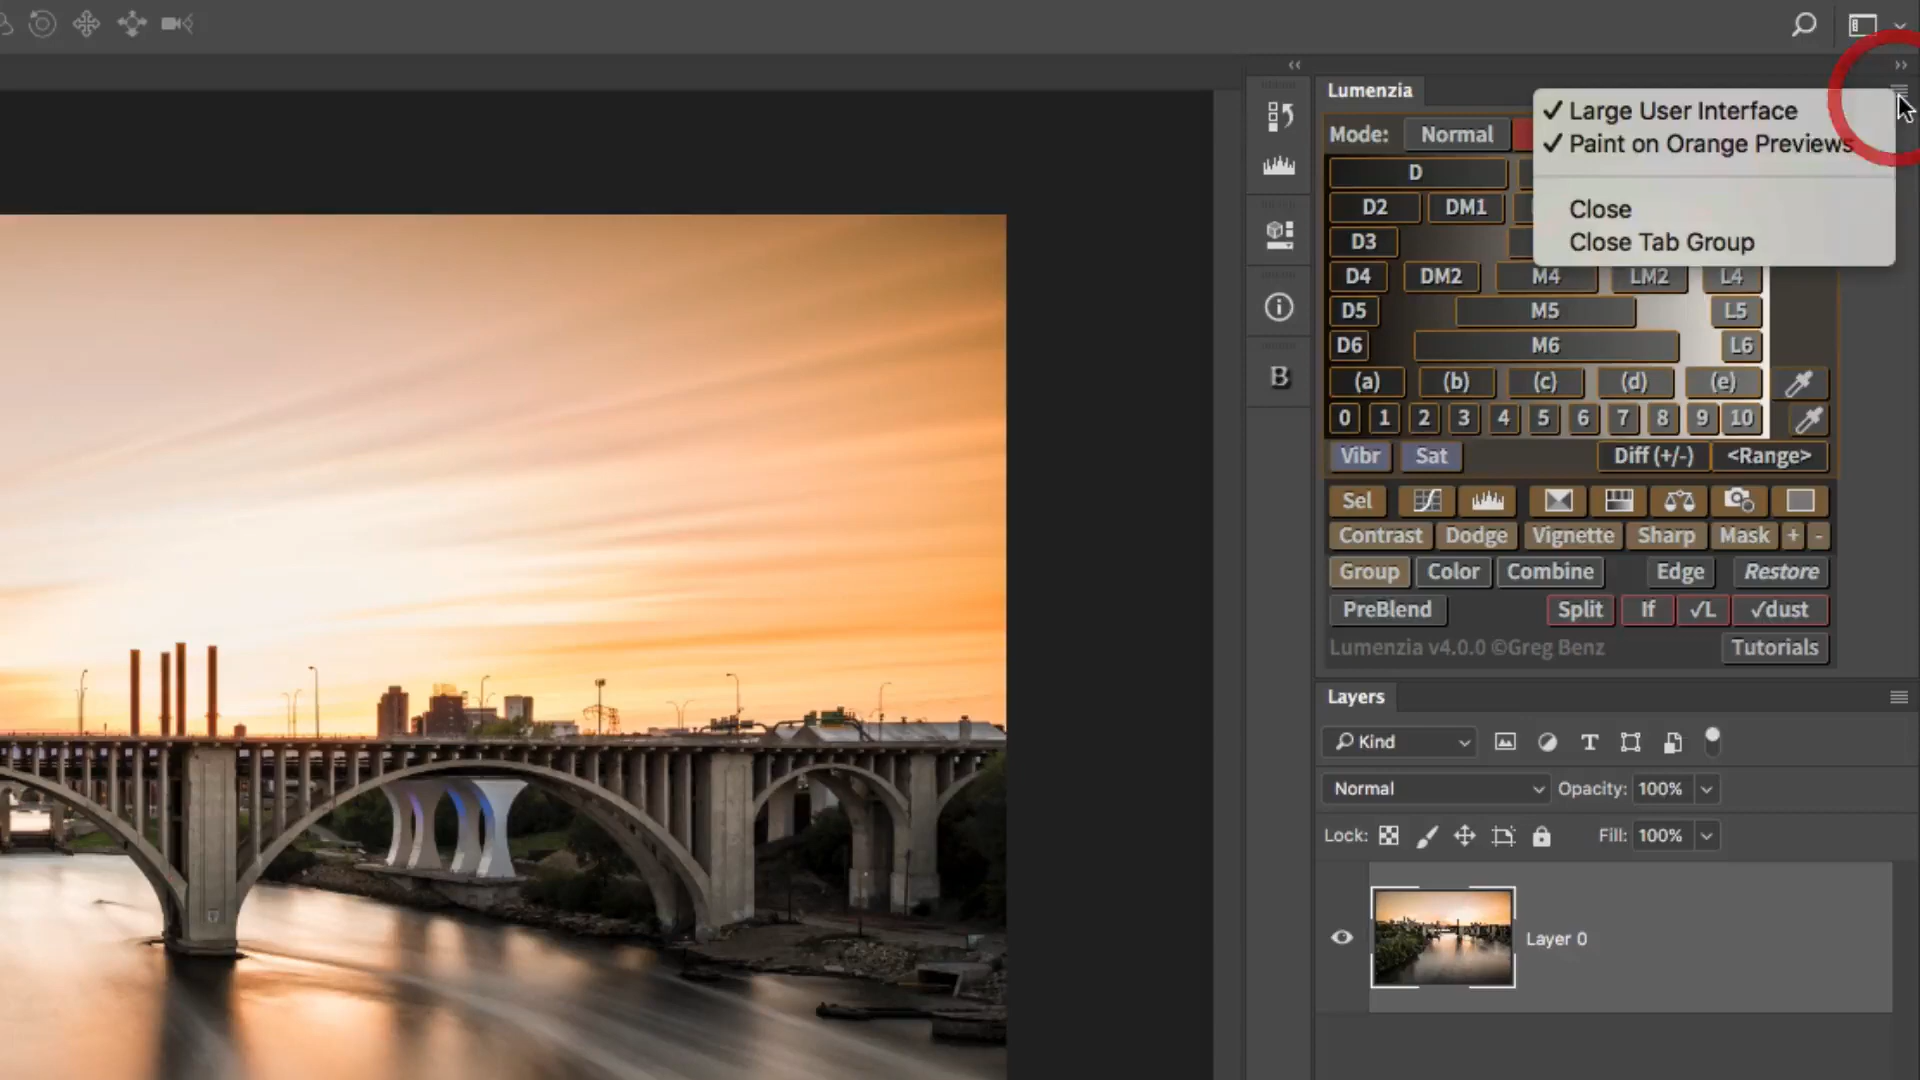 Lumenzia
✓ Large User Interface
✓ Paint on Orange Previews
Close
Close Tab Group
Mode: Normal
D
D2 DM1
D3
D4 DM2 M4 LM2 L4
D5 M5 L5
D6 M6 L6
(a) (b) (c) (d) (e)
0 1 2 3 4 5 6 7 8 9 10
Vibr Sat Diff (+/-) <Range>
Sel
Contrast Dodge Vignette Sharp Mask + -
Group Color Combine Edge Restore
PreBlend Split If √L √dust
Lumenzia v4.0.0 ©Greg Benz Tutorials
B
Layers
Kind
Normal Opacity: 100%
Lock: Fill: 100%
Layer 0